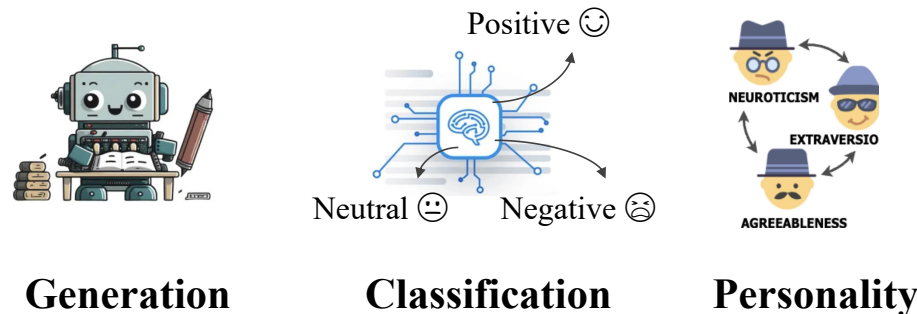 Positive
NEUROTICISM
EXTRAVERSIO
Neutral
Negative
AGREEABLENESS
Generation
Classification
Personality